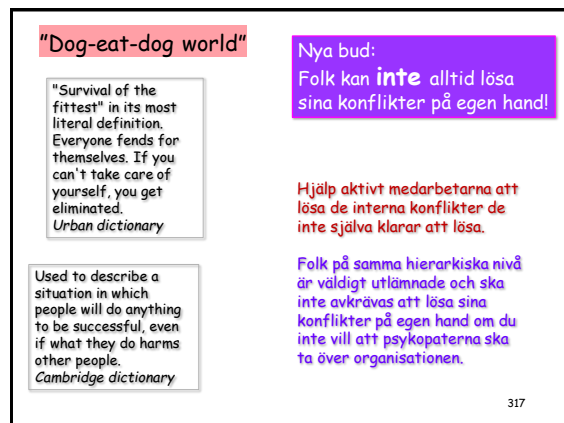 "Dog-eat-dog world"
"Survival of the
fittest" in its most
literal definition.
Everyone fends for
themselves. If you
can't take care of
yourself, you get
eliminated.
Urban dictionary
Used to describe a
situation in which
people will do anything
to be successful, even
if what they do harms
other people.
Cambridge dictionary
Nya bud:
Folk kan inte alltid lösa
sina konflikter på egen hand!
Hjälp aktivt medarbetarna att
lösa de interna konflikter de
inte själva klarar att lösa.
Folk på samma hierarkiska nivå
är väldigt utlämnade och ska
inte avkrävas att lösa sina
konflikter på egen hand om du
inte vill att psykopaterna ska
ta över organisationen.
317